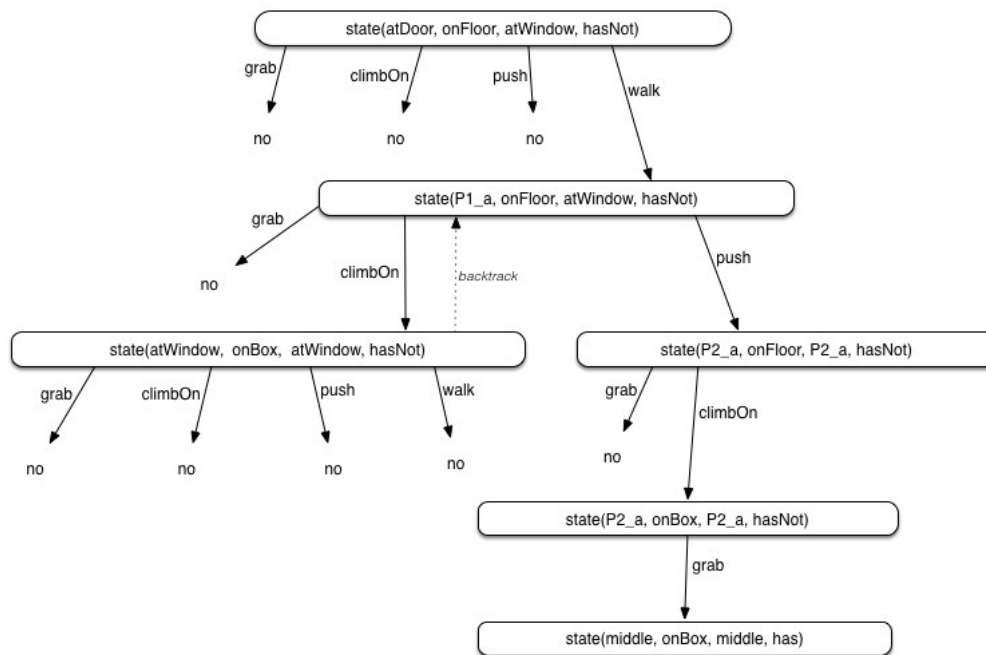 state(atDoor, onFloor, atWindow, hasNot)
grab
climbOn
push
walk
no
no
no
state(P1_a, onFloor, atWindow, hasNot)
grab
climbOn
backtrack
push
no
state(atWindow, onBox, atWindow, hasNot)
state(P2_a, onFloor, P2_a, hasNot)
grab
climbOn
push
walk
grab
climbOn
no
no
no
no
no
state(P2_a, onBox, P2_a, hasNot)
grab
state(middle, onBox, middle, has)